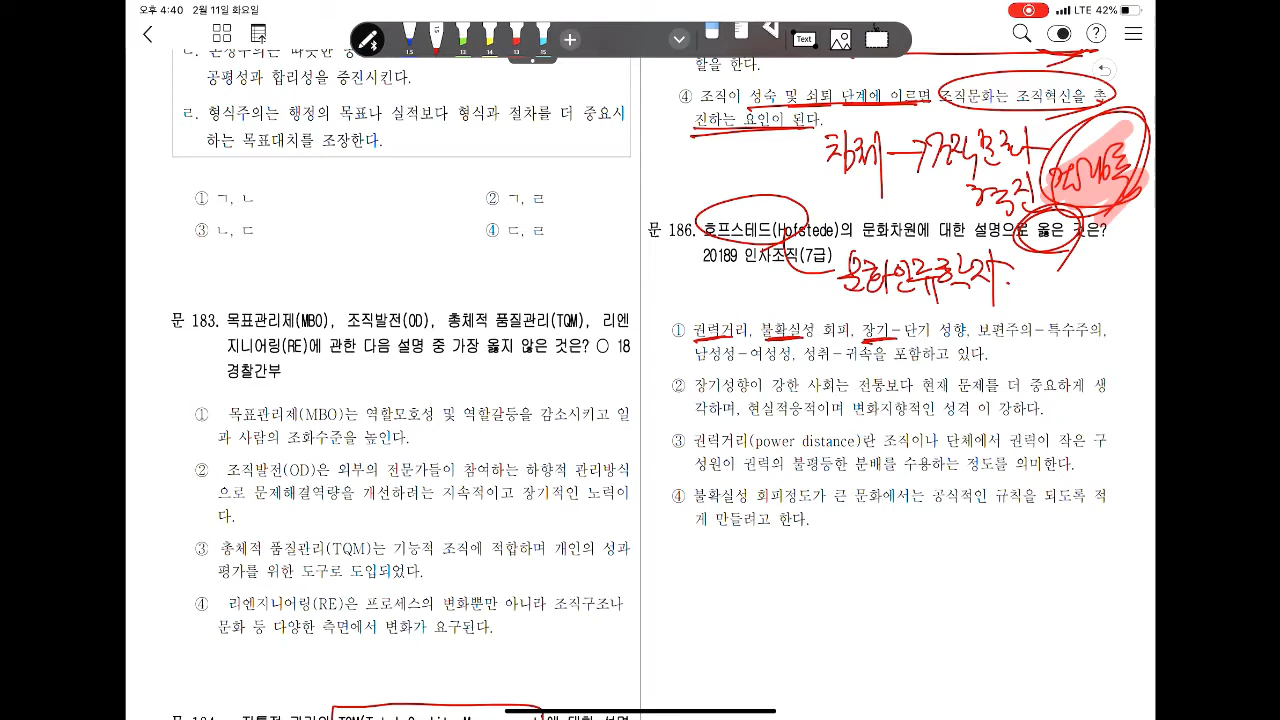 오후 4:40 2월 11일 화요일
LTE 42%
Text
공평성과 합리성을 증진시킨다.
ㄹ. 형식주의는 행정의 목표나 실적보다 형식과 절차를 더 중요시
하는 목표대치를 조장한다.
① ㄱ, ㄴ ② ㄱ, ㄹ
③ ㄴ, ㄷ ④ ㄷ, ㄹ
문 183. 목표관리제(MBO), 조직발전(OD), 총체적 품질관리(TQM), 리엔
지니어링(RE)에 관한 다음 설명 중 가장 옳지 않은 것은? ○ 18
경찰간부
① 목표관리제(MBO)는 역할모호성 및 역할갈등을 감소시키고 일
과 사람의 조화수준을 높인다.
② 조직발전(OD)은 외부의 전문가들이 참여하는 하향적 관리방식
으로 문제해결역량을 개선하려는 지속적이고 장기적인 노력이
다.
③ 총체적 품질관리(TQM)는 기능적 조직에 적합하며 개인의 성과
평가를 위한 도구로 도입되었다.
④ 리엔지니어링(RE)은 프로세스의 변화뿐만 아니라 조직구조나
문화 등 다양한 측면에서 변화가 요구된다.
할을 한다.
④ 조직이 성숙 및 쇠퇴 단계에 이르면 조직문화는 조직혁신을 촉
진하는 요인이 된다.
침체 → 경직문화
문 186. 호프스테드(Hofstede)의 문화차원에 대한 설명으로 옳은 것은?
20189 인사조직(7급)
문화인류학자.
① 권력거리, 불확실성 회피, 장기-단기 성향, 보편주의-특수주의,
남성성-여성성, 성취-귀속을 포함하고 있다.
② 장기성향이 강한 사회는 전통보다 현재 문제를 더 중요하게 생
각하며, 현실적응적이며 변화지향적인 성격 이 강하다.
③ 권력거리(power distance)란 조직이나 단체에서 권력이 작은 구
성원이 권력의 불평등한 분배를 수용하는 정도를 의미한다.
④ 불확실성 회피정도가 큰 문화에서는 공식적인 규칙을 되도록 적
게 만들려고 한다.